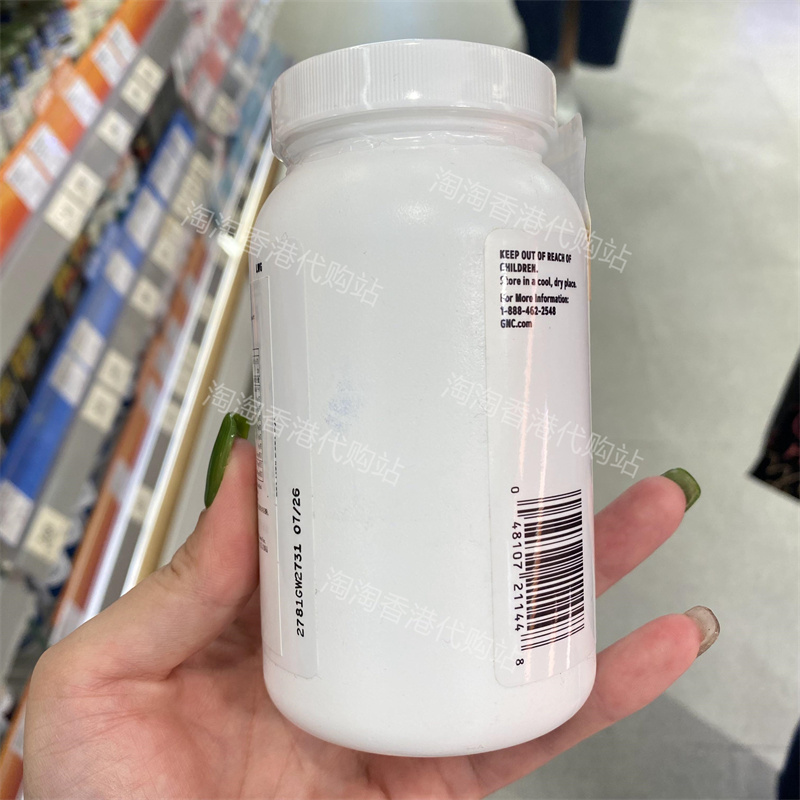 KEEP OUT OF REACH OF
CHILDREN.
Store in a cool, dry place.
For More Information:
1-888-462-2548
GNC.com
2781GW2731 07/26
0 48107 21144 8
淘淘香港代购站
淘淘香港代购站
淘淘香港代购站
淘淘香港代购站
淘淘香港代购站